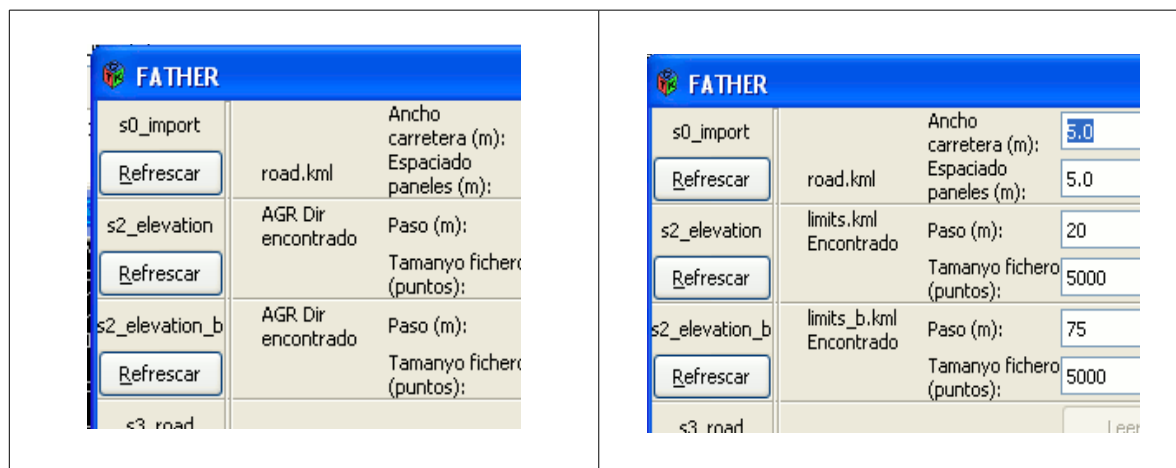 FATHER
s0_import
Ancho
carretera (m):
Refrescar
road.kml
Espaciado
paneles (m):
s2_elevation
AGR Dir
encontrado
Paso (m):
Refrescar
Tamanyo fichero
(puntos):
s2_elevation_b
AGR Dir
encontrado
Paso (m):
Refrescar
Tamanyo fichero
(puntos):
s3_road
FATHER
s0_import
Ancho
carretera (m):
5.0
Refrescar
road.kml
Espaciado
paneles (m):
5.0
s2_elevation
limits.kml
Encontrado
Paso (m):
20
Refrescar
Tamanyo fichero
(puntos):
5000
s2_elevation_b
limits_b.kml
Encontrado
Paso (m):
75
Refrescar
Tamanyo fichero
(puntos):
5000
s3_road
Leer